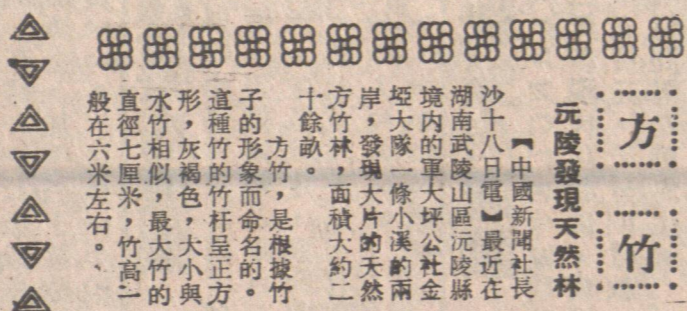 方竹
沅陵發現天然林
【中國新聞社長
沙十八日電】最近在
湖南武陵山區沅陵縣
境内的軍大坪公社金
埡大隊一條小溪的兩
岸，發現大片的天然
方竹林，面積大約二
十餘畝。
方竹，是根據竹
子的形象而命名的。
這種竹的竹杆呈正方
形，灰褐色，大小與
水竹相似，最大竹的
直徑七厘米，竹高一
般在六米左右。